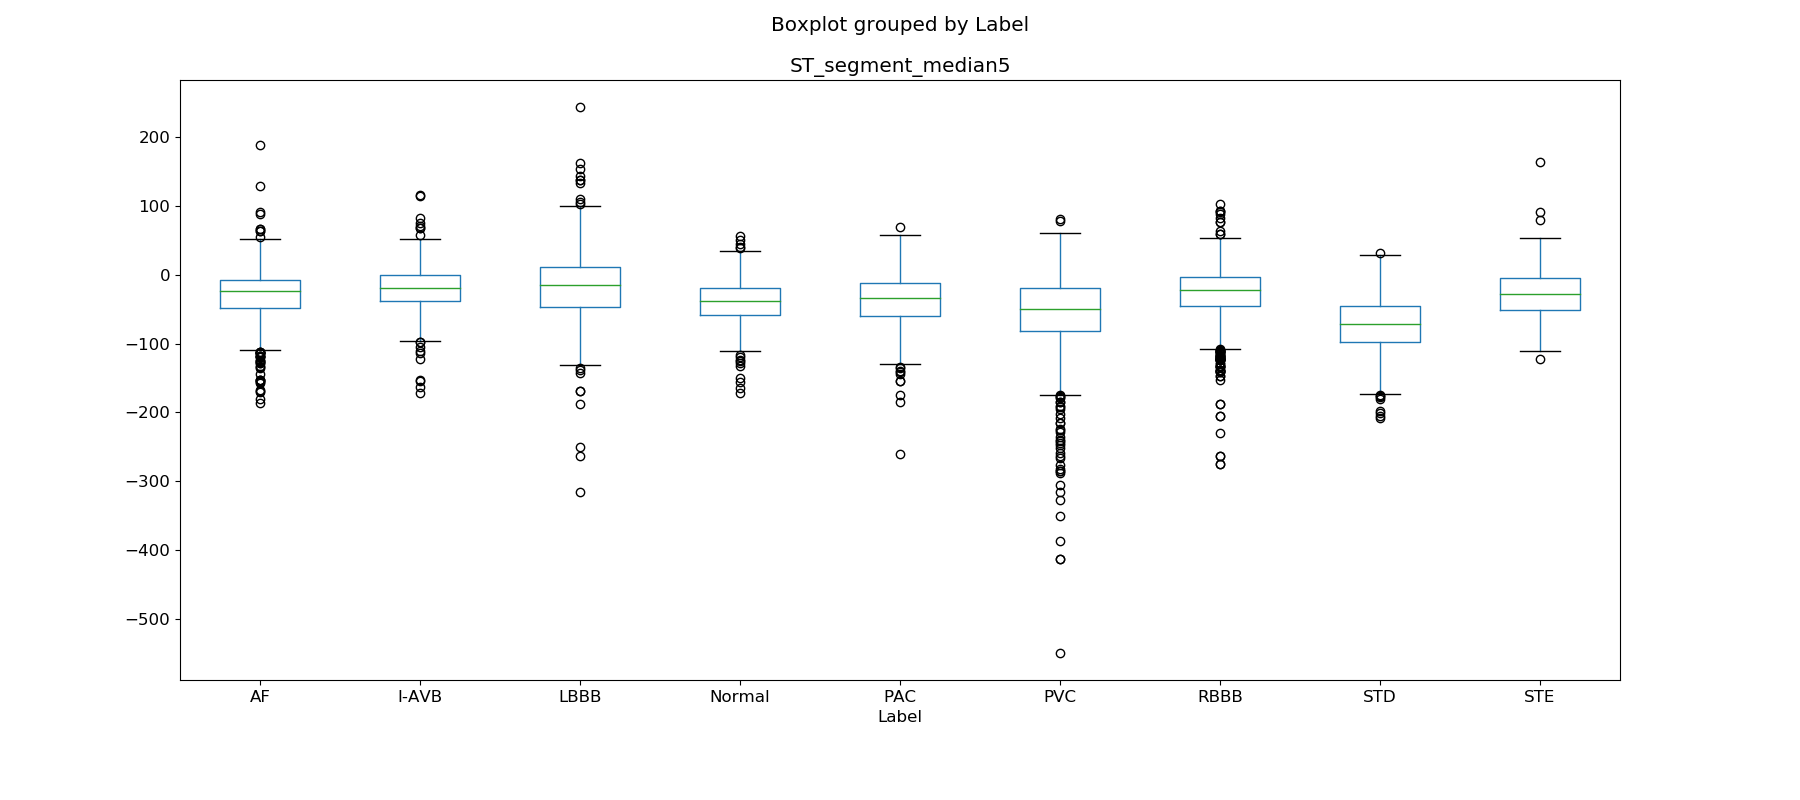 Boxplot grouped by Label
ST_segment_median5
200
100
0
−100
−200
−300
−400
−500
AF I-AVB LBBB Normal PAC PVC RBBB STD STE
Label